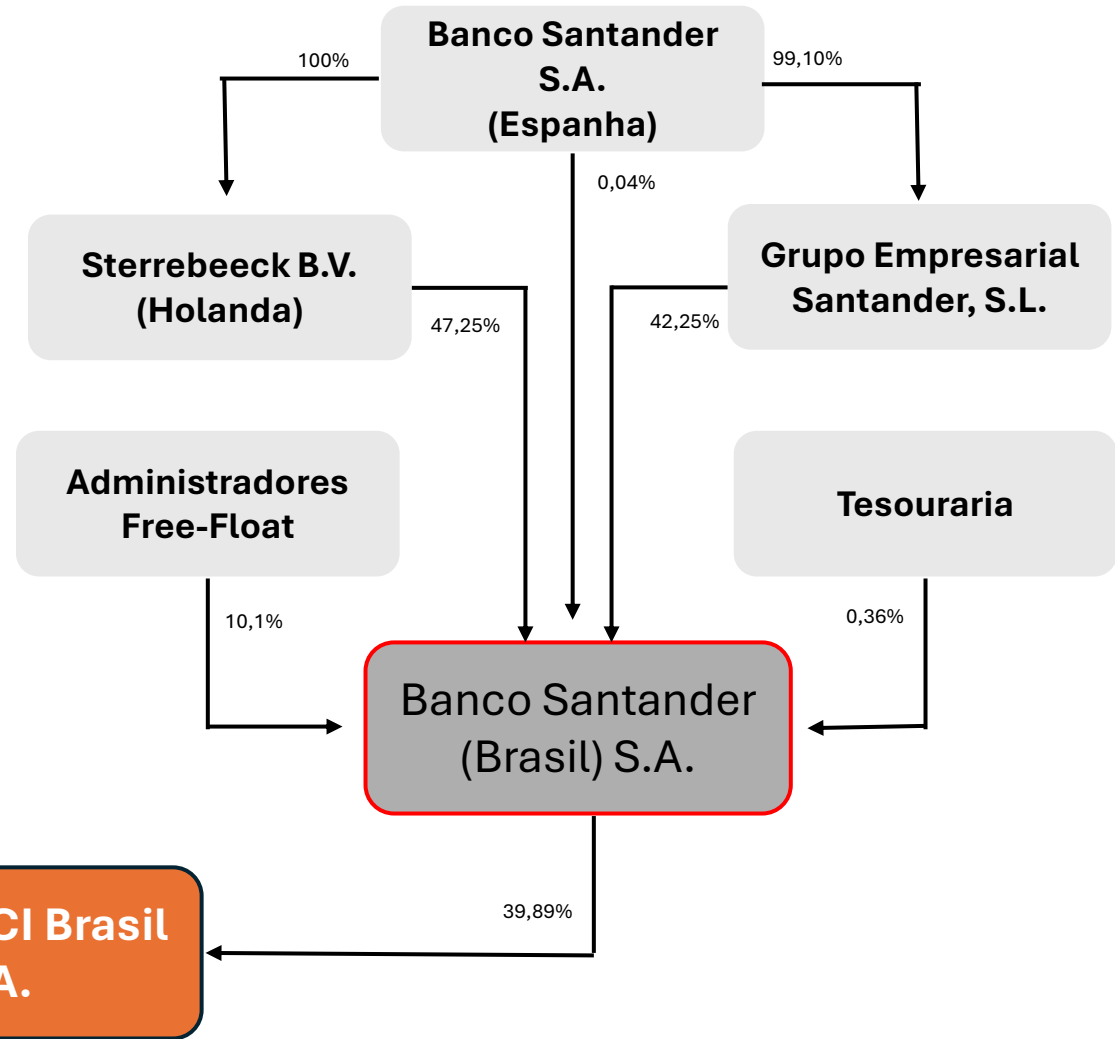 Banco Santander
S.A.
(Espanha)
100%
99,10%
0,04%
Sterrebeeck B.V.
(Holanda)
Grupo Empresarial
Santander, S.L.
47,25%
42,25%
Administradores
Free-Float
Tesouraria
10,1%
0,36%
Banco Santander
(Brasil) S.A.
39,89%
CI Brasil
A.